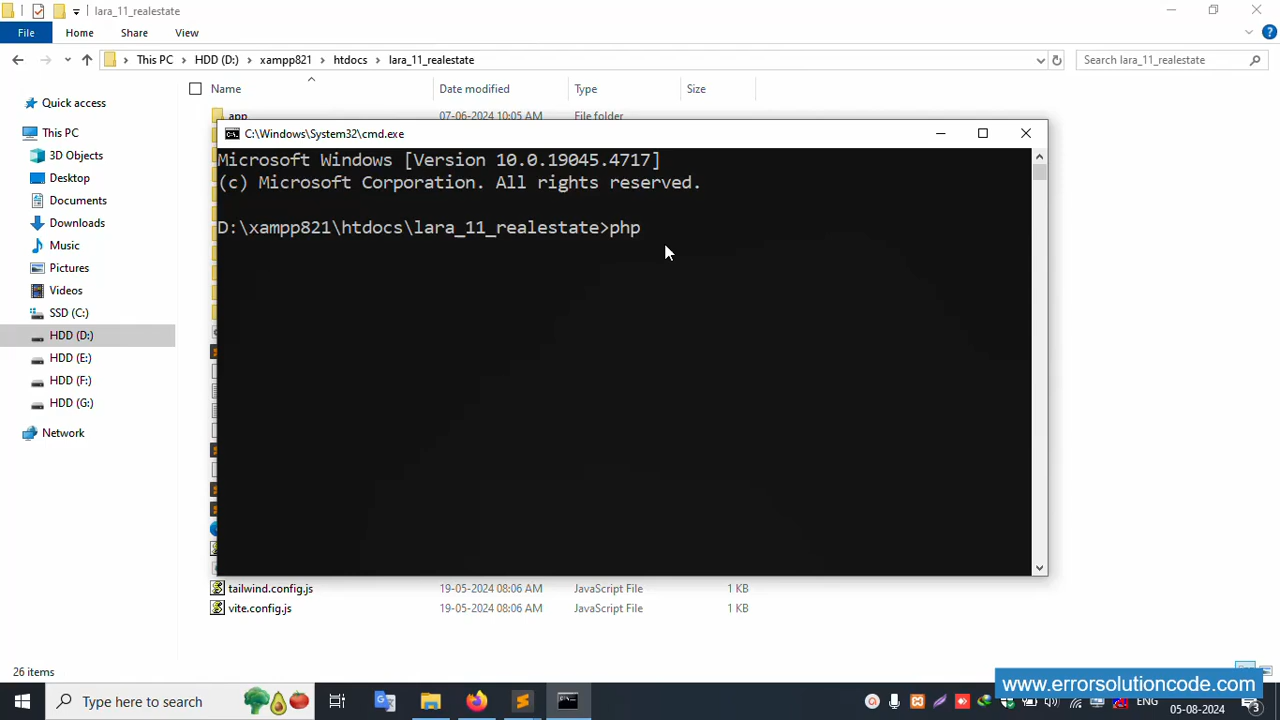 lara_11_realestate
File Home Share View
This PC HDD (D:) xampp821 htdocs lara_11_realestate Search lara_11_realestate
Name Date modified Type Size
Quick access
app 07-06-2024 10:05 AM File folder
This PC
C:\Windows\System32\cmd.exe
3D Objects
Desktop
Documents
Downloads
Music
Pictures
Videos
SSD (C:)
HDD (D:)
HDD (E:)
HDD (F:)
HDD (G:)
Network
Microsoft Windows [Version 10.0.19045.4717]
(c) Microsoft Corporation. All rights reserved.
D:\xampp821\htdocs\lara_11_realestate>php
tailwind.config.js 19-05-2024 08:06 AM JavaScript File 1 KB
vite.config.js 19-05-2024 08:06 AM JavaScript File 1 KB
26 items
www.errorsolutioncode.com
Type here to search
ENG
05-08-2024
3